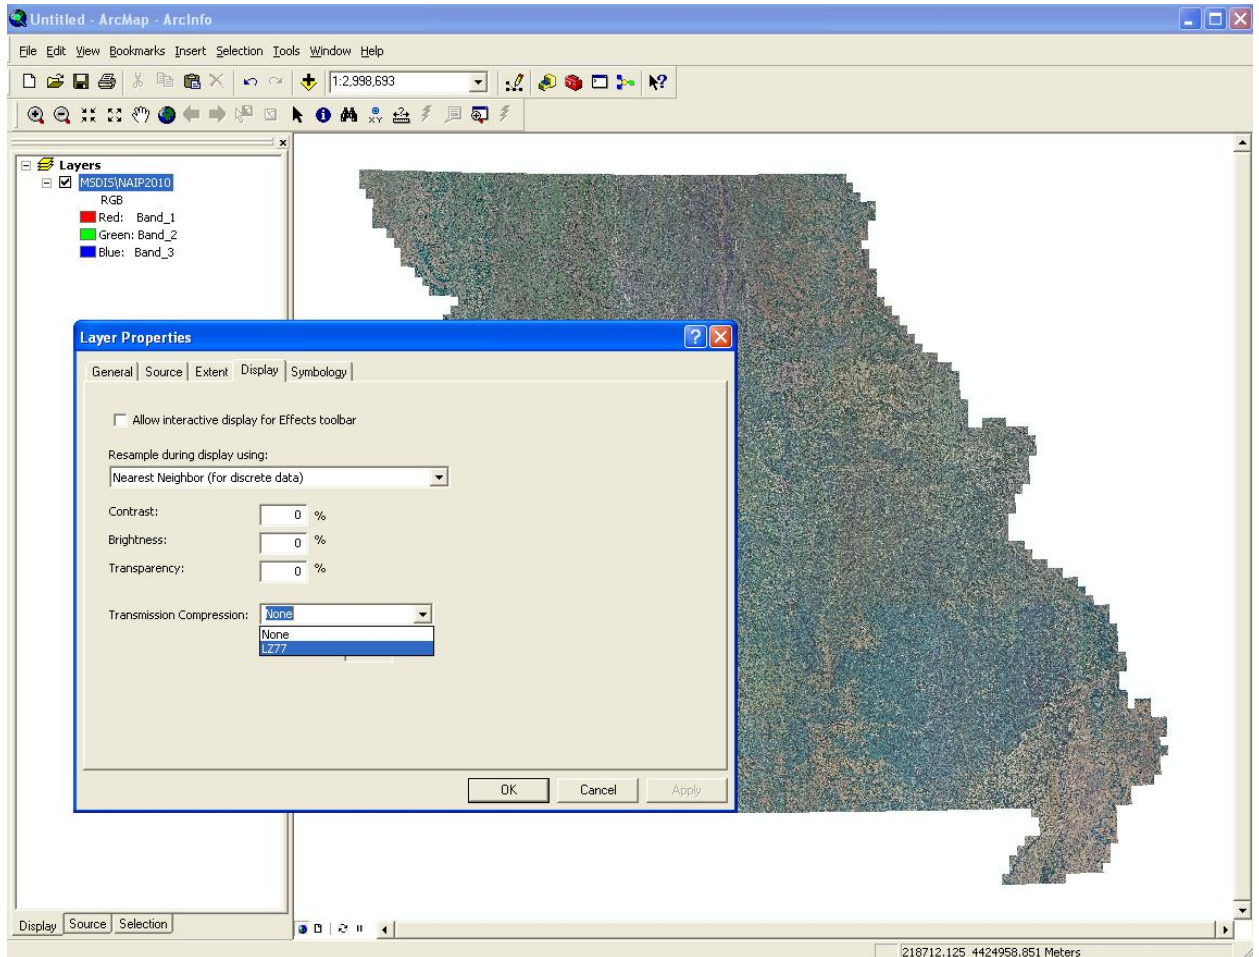 Untitled - ArcMap - ArcInfo
File Edit View Bookmarks Insert Selection Tools Window Help
1:2,998,693
Layers
MSDIS\NAIP2010
RGB
Red: Band_1
Green: Band_2
Blue: Band_3
Layer Properties
General Source Extent Display Symbology
Allow interactive display for Effects toolbar
Resample during display using:
Nearest Neighbor (for discrete data)
Contrast: 0 %
Brightness: 0 %
Transparency: 0 %
Transmission Compression: None
None
LZ77
OK Cancel Apply
Display Source Selection
218712.125 4424958.851 Meters